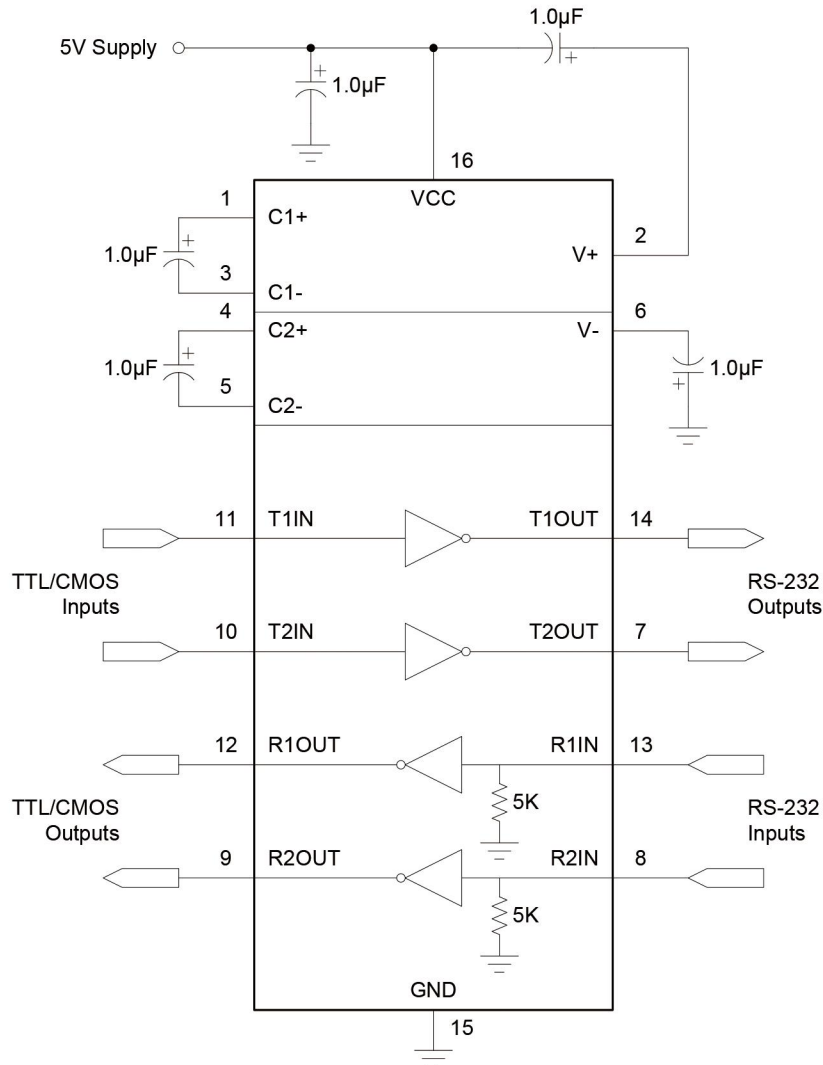 1.0µF
5V Supply
+
+
1.0µF
16
VCC
1
C1+
2
V+
+
1.0µF
3
C1-
4
C2+
6
V-
+
1.0µF
1.0µF
+
5
C2-
11
T1IN
T1OUT
14
TTL/CMOS
Inputs
RS-232
Outputs
10
T2IN
T2OUT
7
12
R1OUT
R1IN
13
5K
TTL/CMOS
Outputs
RS-232
Inputs
9
R2OUT
R2IN
8
5K
GND
15